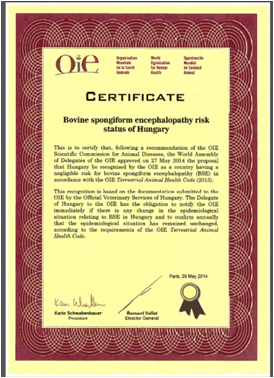 OIE
Organisation Mondiale de la Santé Animale
World Organisation for Animal Health
Organización Mundial de Sanidad Animal
CERTIFICATE
Bovine spongiform encephalopathy risk
status of Hungary
This is to certify that, following a recommendation of the OIE
Scientific Commission for Animal Diseases, the World Assembly
of Delegates of the OIE approved on 27 May 2014 the proposal
that Hungary be recognised by the OIE as a country having a
negligible risk for bovine spongiform encephalopathy (BSE) in
accordance with the OIE Terrestrial Animal Health Code (2013).
This recognition is based on the documentation submitted to the
OIE by the Official Veterinary Services of Hungary. The Delegate
of Hungary to the OIE has the obligation to notify the OIE
immediately if there is any change in the epidemiological
situation relating to BSE in Hungary and to confirm annually
that the epidemiological situation has remained unchanged,
according to the requirements of the OIE Terrestrial Animal
Health Code.
Paris, 29 May 2014
Karin Schwabenbauer
President
Bernard Vallat
Director General